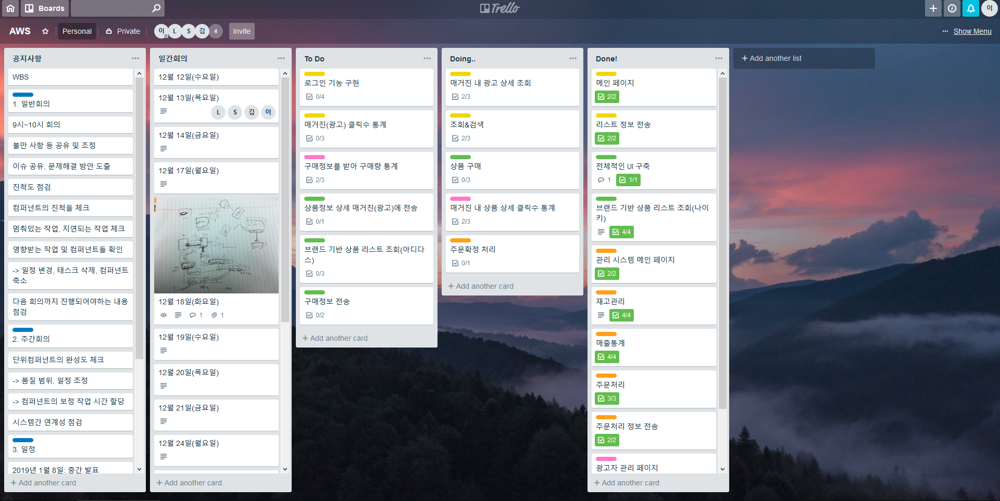 Boards
Trello
이
AWS
Personal
Private
이 L S 김 4
Invite
... Show Menu
공지사항
WBS
1. 일반회의
9시~10시 회의
불만 사항 등 공유 및 조정
이슈 공유, 문제해결 방안 도출
진척도 점검
컴퍼넌트의 진척을 체크
멈춰있는 작업, 지연되는 작업 체크
영향받는 작업 및 컴퍼넌트를 확인
-> 일정 변경, 태스크 삭제, 컴퍼넌트
축소
다음 회의까지 진행되어야하는 내용
점검
2. 주간회의
단위컴퍼넌트의 완성도 체크
-> 품질 범위, 일정 조정
-> 컴퍼넌트의 보정 작업 시간 할당
시스템간 연계성 점검
3. 일정
2019년 1월 8일: 중간 발표
+ Add another card
일간회의
12월 12일(수요일)
12월 13일(목요일)
L S 김 이
12월 14일(금요일)
12월 17일(월요일)
12월 18일(화요일)
1 1
12월 19일(수요일)
12월 20일(목요일)
12월 21일(금요일)
12월 24일(월요일)
+ Add another card
To Do
로그인 기능 구현
0/4
매거진(광고) 클릭수 통계
0/3
구매정보를 받아 구매량 통계
2/3
상품정보 상세 매거진(광고)에 전송
0/1
브랜드 기반 상품 리스트 조회(아디다
스)
0/3
구매정보 전송
0/2
+ Add another card
Doing..
매거진 내 광고 상세 조회
2/3
조회&검색
2/3
상품 구매
0/3
매거진 내 상품 상세 클릭수 통계
2/3
주문확정 처리
0/1
+ Add another card
Done!
메인 페이지
2/2
리스트 정보 전송
2/2
전체적인 UI 구축
1 1/1
브랜드 기반 상품 리스트 조회(나이
키)
4/4
관리 시스템 메인 페이지
2/2
재고관리
4/4
매출통계
4/4
주문처리
3/3
주문처리 정보 전송
2/2
광고자 관리 페이지
+ Add another card
+ Add another list